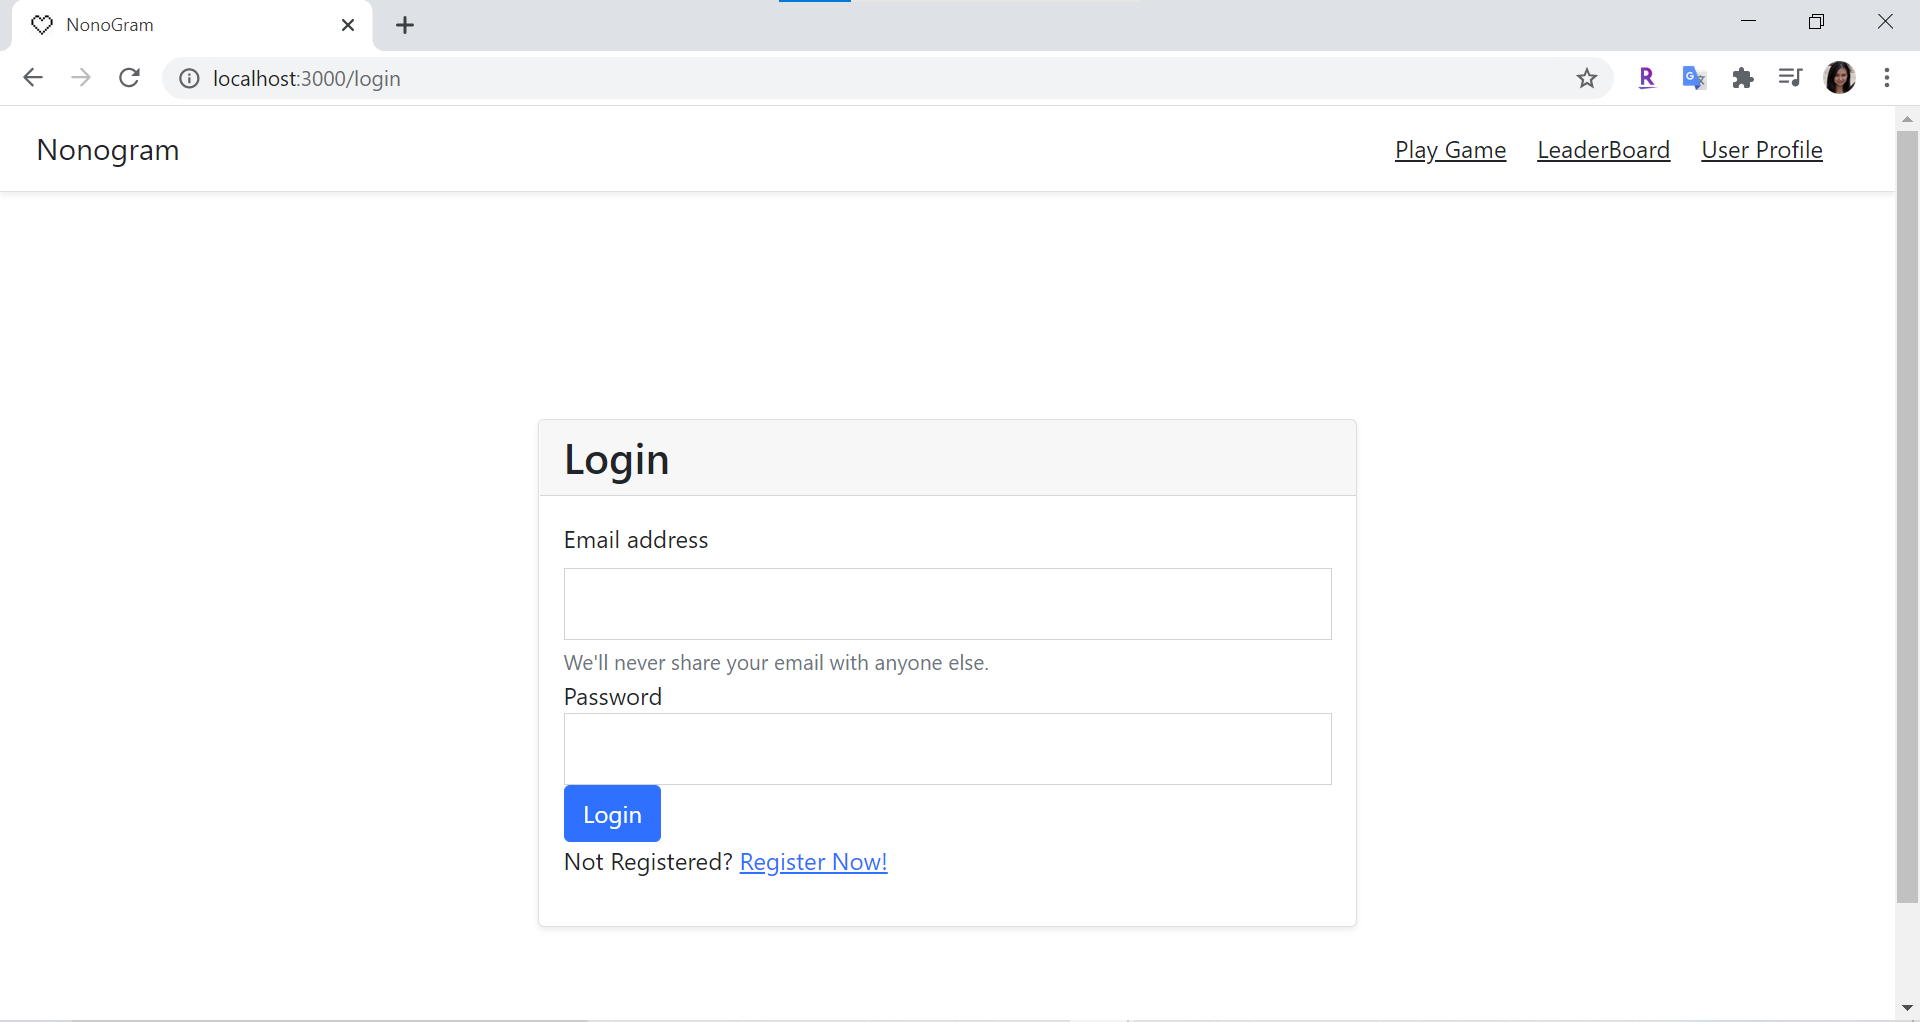 NonoGram
localhost:3000/login
R
G
Nonogram
Play Game LeaderBoard User Profile
Login
Email address
We'll never share your email with anyone else.
Password
Login
Not Registered? Register Now!